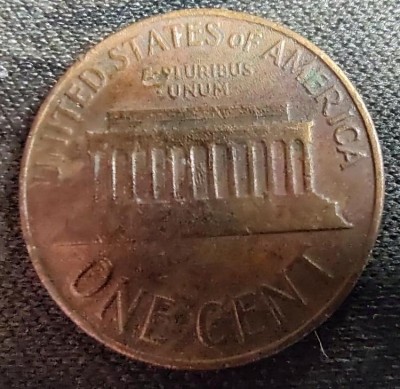 UNITED STATES of AMERICA
E PLURIBUS
UNUM
ONE CENT